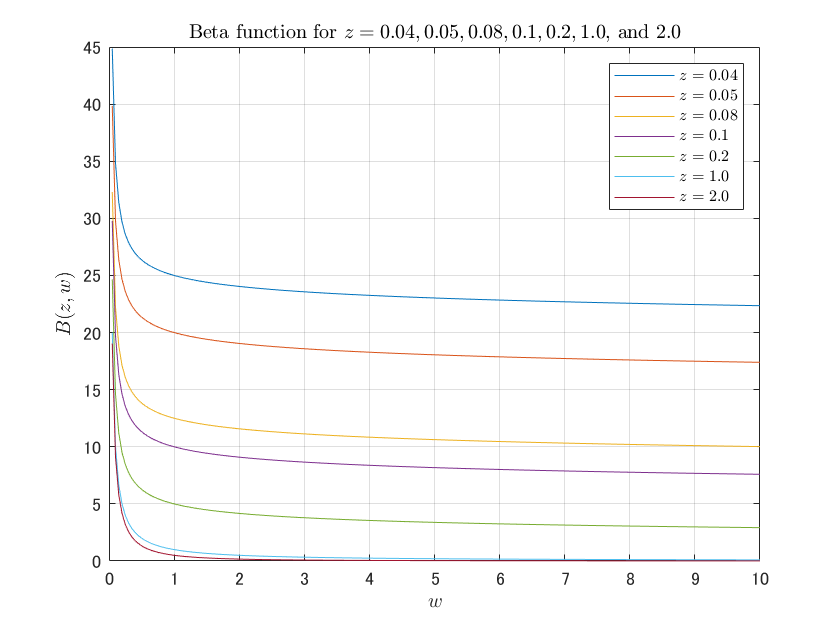 Beta function for z = 0.04, 0.05, 0.08, 0.1, 0.2, 1.0, and 2.0
45
40
35
30
25
20
15
10
5
0
B(z, w)
z = 0.04
z = 0.05
z = 0.08
z = 0.1
z = 0.2
z = 1.0
z = 2.0
0 1 2 3 4 5 6 7 8 9 10
w